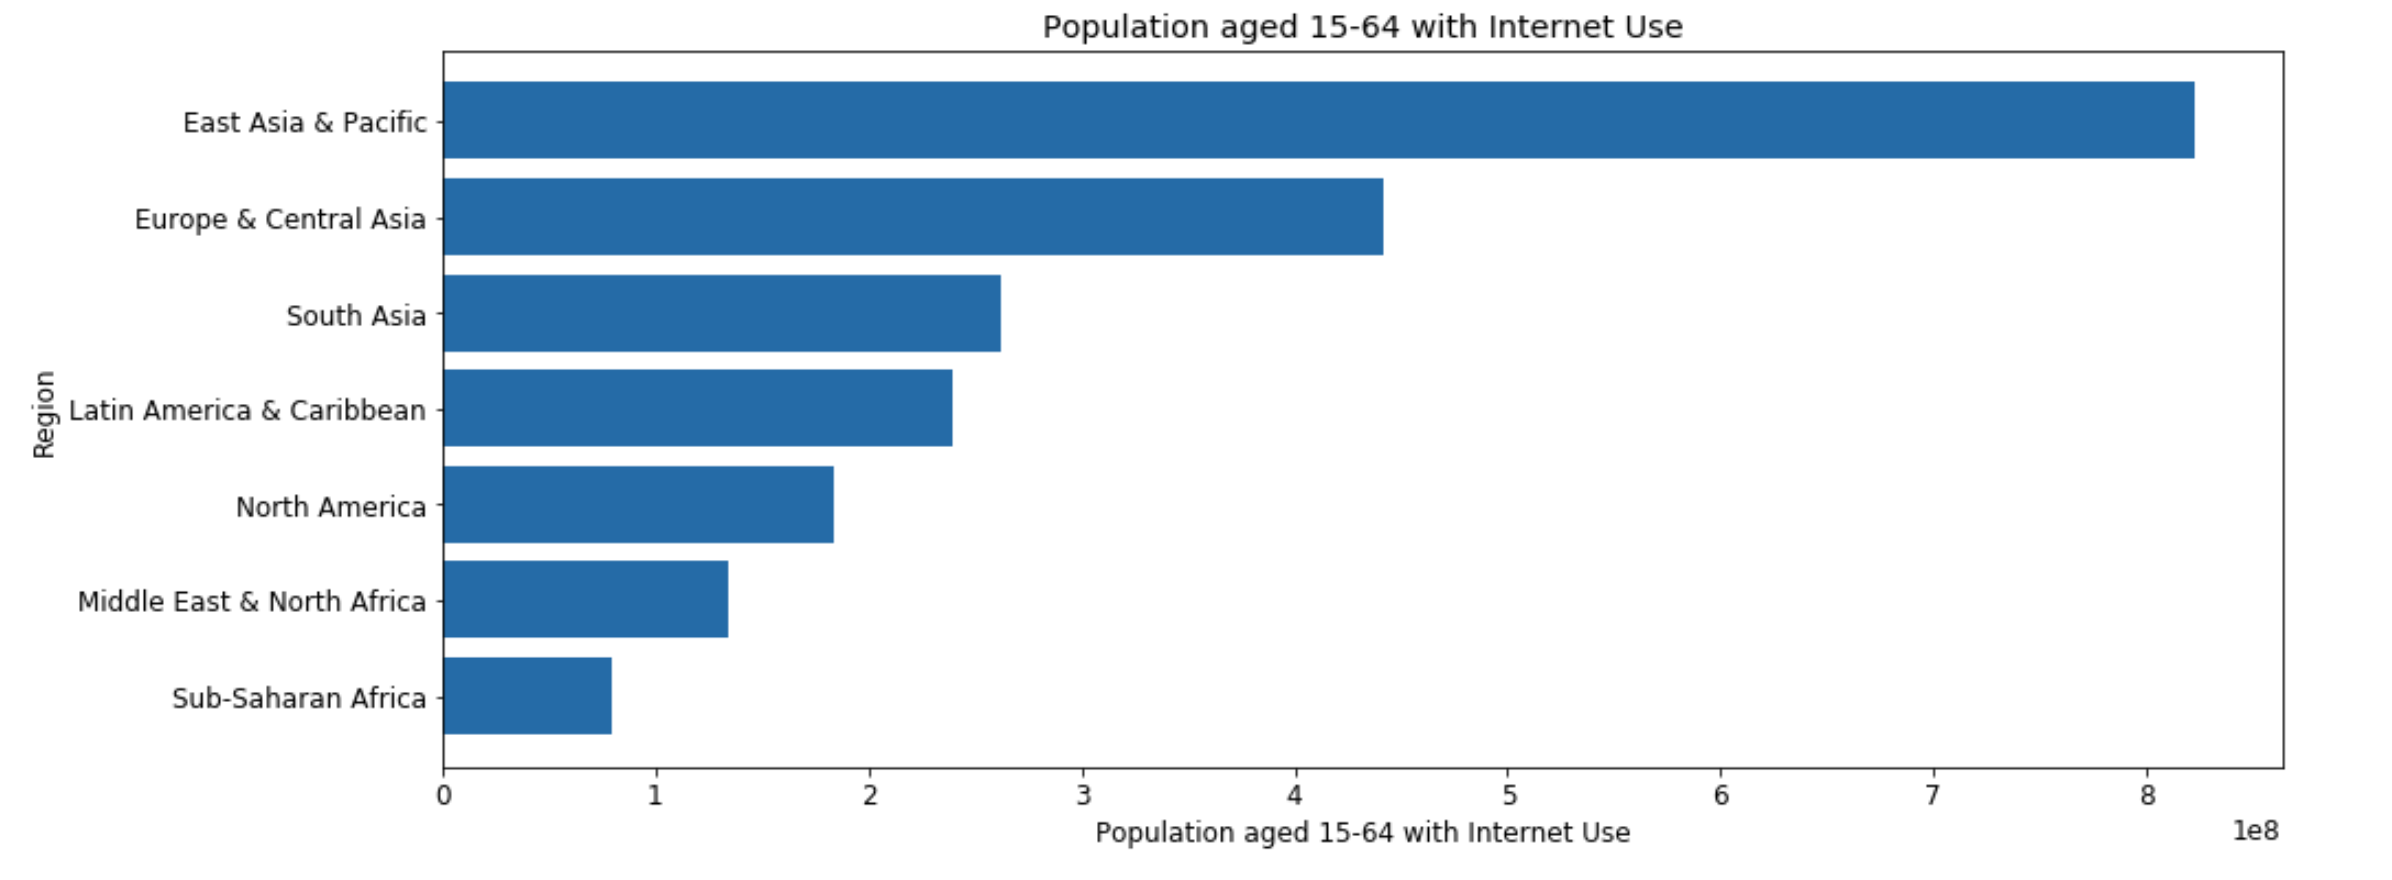 Population aged 15-64 with Internet Use
East Asia & Pacific
Europe & Central Asia
South Asia
Latin America & Caribbean
North America
Middle East & North Africa
Sub-Saharan Africa
Region
0 1 2 3 4 5 6 7 8
1e8
Population aged 15-64 with Internet Use